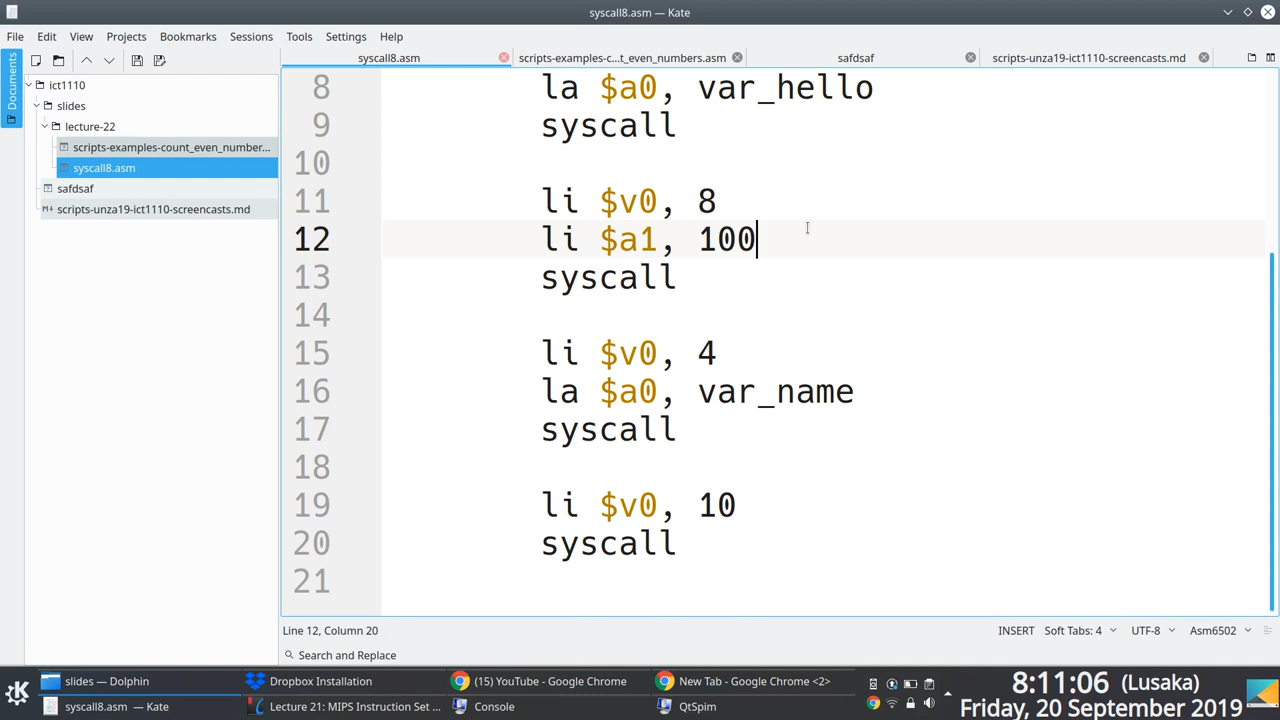 syscall8.asm — Kate
File Edit View Projects Bookmarks Sessions Tools Settings Help
Documents
syscall8.asm scripts-examples-c...t_even_numbers.asm safdsaf scripts-unza19-ict1110-screencasts.md
ict1110
slides
lecture-22
scripts-examples-count_even_number...
syscall8.asm
safdsaf
scripts-unza19-ict1110-screencasts.md
8 la $a0, var_hello
9 syscall
10
11 li $v0, 8
12 li $a1, 100
13 syscall
14
15 li $v0, 4
16 la $a0, var_name
17 syscall
18
19 li $v0, 10
20 syscall
21
Line 12, Column 20 INSERT Soft Tabs: 4 UTF-8 Asm6502
Search and Replace
slides — Dolphin Dropbox Installation (15) YouTube - Google Chrome New Tab - Google Chrome <2>
syscall8.asm — Kate Lecture 21: MIPS Instruction Set ... Console QtSpim
8:11:06 (Lusaka)
Friday, 20 September 2019